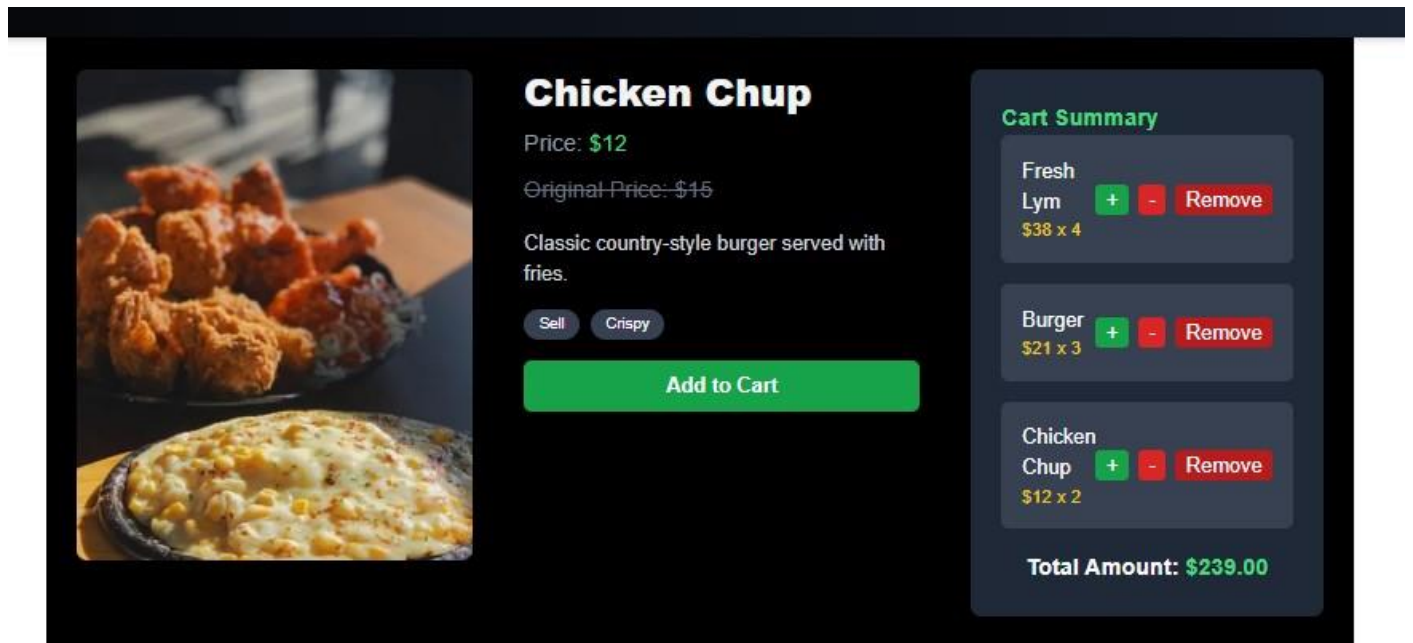 Chicken Chup
Price: $12
Original Price: $15
Classic country-style burger served with
fries.
Sell Crispy
Add to Cart
Cart Summary
Fresh
Lym + - Remove
$38 x 4
Burger + - Remove
$21 x 3
Chicken
Chup + - Remove
$12 x 2
Total Amount: $239.00